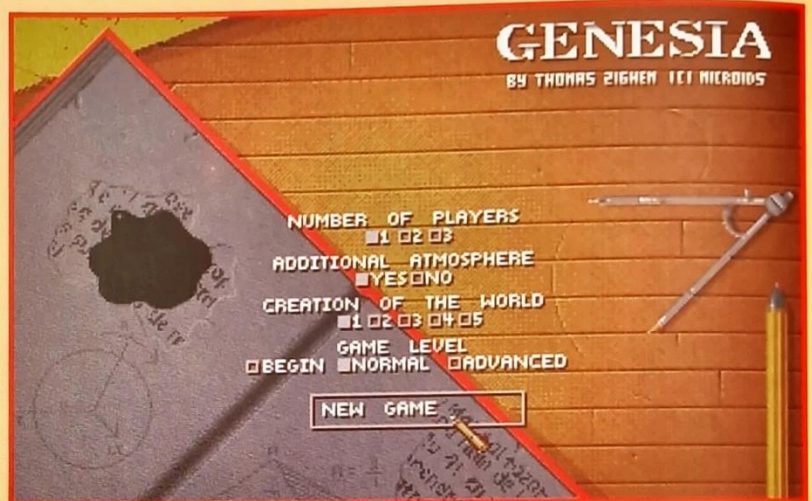 GENESIA
BY THOMAS ZIGHEM (C) MICROIDS
NUMBER OF PLAYERS
1 2 3
ADDITIONAL ATMOSPHERE
YES NO
CREATION OF THE WORLD
1 2 3 4 5
GAME LEVEL
BEGIN NORMAL ADVANCED
NEW GAME